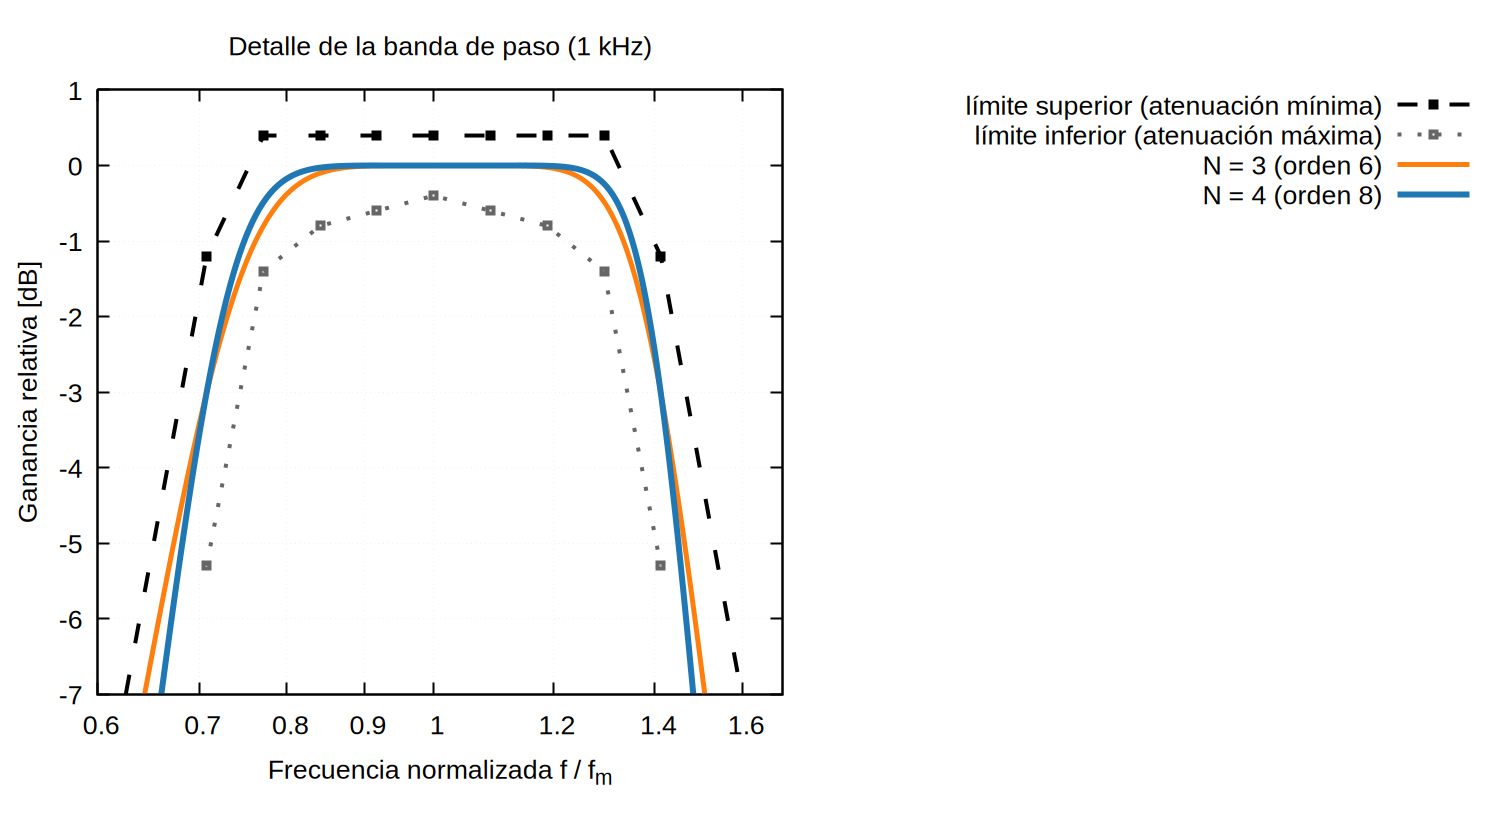 Detalle de la banda de paso (1 kHz)
límite superior (atenuación mínima)
límite inferior (atenuación máxima)
N = 3 (orden 6)
N = 4 (orden 8)
Ganancia relativa [dB]
1
0
-1
-2
-3
-4
-5
-6
-7
0.6 0.7 0.8 0.9 1 1.2 1.4 1.6
Frecuencia normalizada f / fm